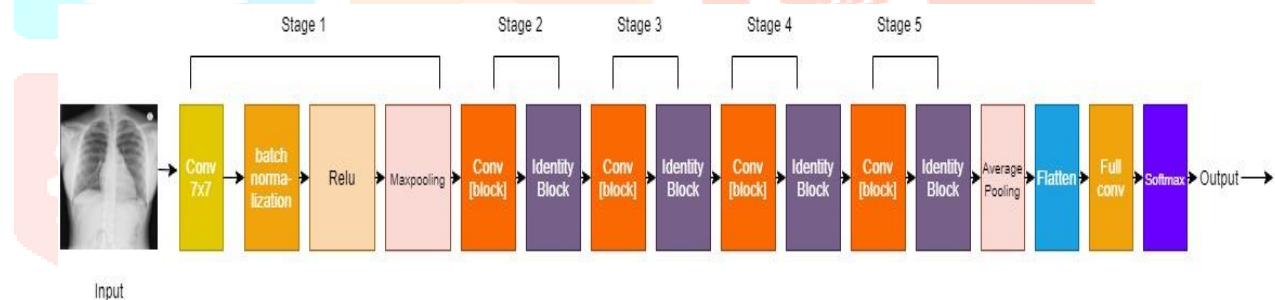 Stage 1
Stage 2
Stage 3
Stage 4
Stage 5
Conv
7x7
batch
norma-
lization
Relu
Maxpooling
Conv
[block]
Identity
Block
Conv
[block]
Identity
Block
Conv
[block]
Identity
Block
Conv
[block]
Identity
Block
Average
Pooling
Flatten
Full
conv
Softmax
Output
Input